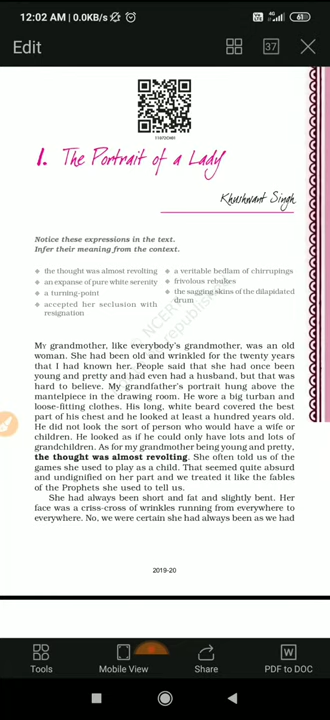 12:02 AM | 0.0KB/s
61
Edit
37
11072CH01
1. The Portrait of a Lady
Khushwant Singh
Notice these expressions in the text.
Infer their meaning from the context.
❖ the thought was almost revolting
❖ an expanse of pure white serenity
❖ a turning-point
❖ accepted her seclusion with
resignation
❖ a veritable bedlam of chirrupings
❖ frivolous rebukes
❖ the sagging skins of the dilapidated
drum
MY grandmother, like everybody's grandmother, was an old
woman. She had been old and wrinkled for the twenty years
that I had known her. People said that she had once been
young and pretty and had even had a husband, but that was
hard to believe. My grandfather's portrait hung above the
mantelpiece in the drawing room. He wore a big turban and
loose-fitting clothes. His long, white beard covered the best
part of his chest and he looked at least a hundred years old.
He did not look the sort of person who would have a wife or
children. He looked as if he could only have lots and lots of
grandchildren. As for my grandmother being young and pretty,
the thought was almost revolting. She often told us of the
games she used to play as a child. That seemed quite absurd
and undignified on her part and we treated it like the fables
of the Prophets she used to tell us.
She had always been short and fat and slightly bent. Her
face was a criss-cross of wrinkles running from everywhere to
everywhere. No, we were certain she had always been as we had
2019-20
Tools
Mobile View
Share
PDF to DOC